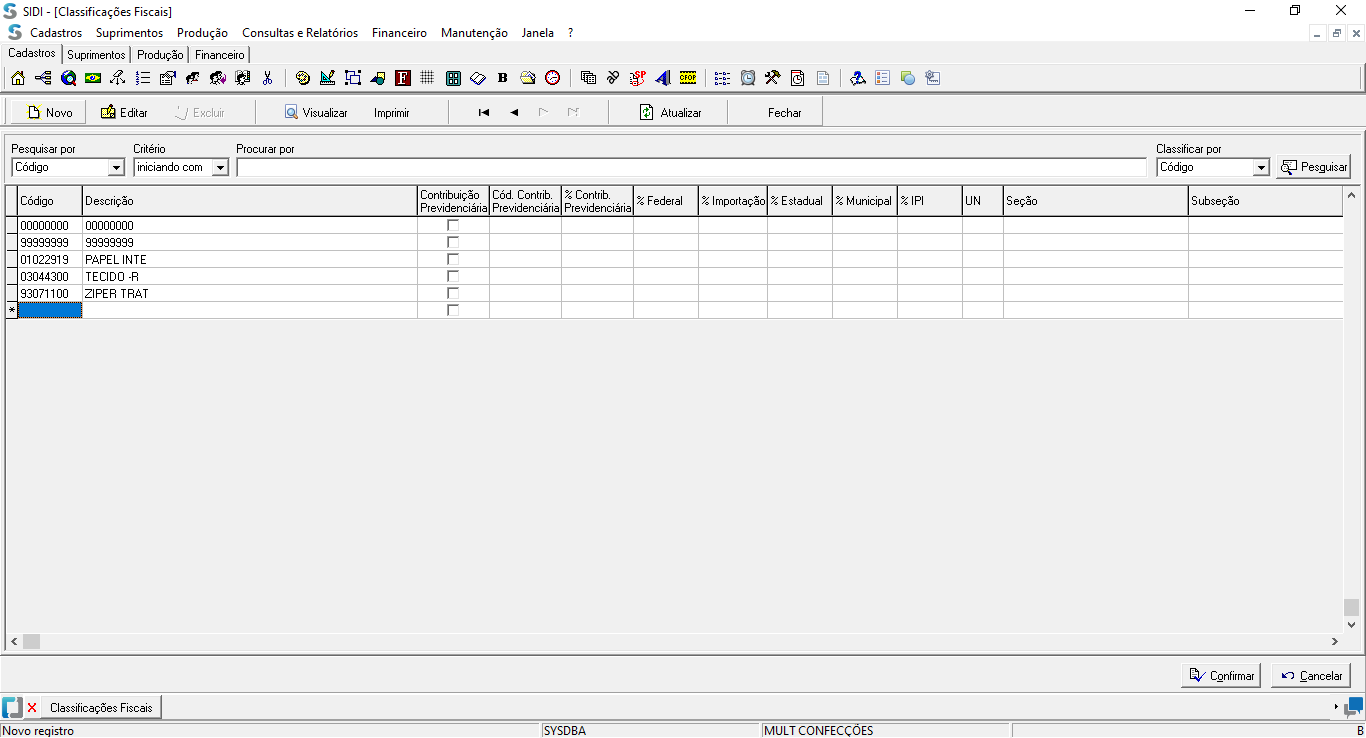 SIDI - [Classificações Fiscais]
Cadastros Suprimentos Produção Consultas e Relatórios Financeiro Manutenção Janela ?
Cadastros Suprimentos Produção Financeiro
F B SP CFOP
Novo Editar Excluir Visualizar Imprimir Atualizar Fechar
Pesquisar por Critério Procurar por Classificar por
Código iniciando com Código Pesquisar
Código Descrição Contribuição Previdenciária Cód. Contrib. Previdenciária % Contrib. Previdenciária % Federal % Importação % Estadual % Municipal % IPI UN Seção Subseção
00000000 00000000
99999999 99999999
01022919 PAPEL INTE
03044300 TECIDO -R
93071100 ZIPER TRAT
*
Confirmar Cancelar
Classificações Fiscais
Novo registro SYSDBA MULT CONFECÇÕES B